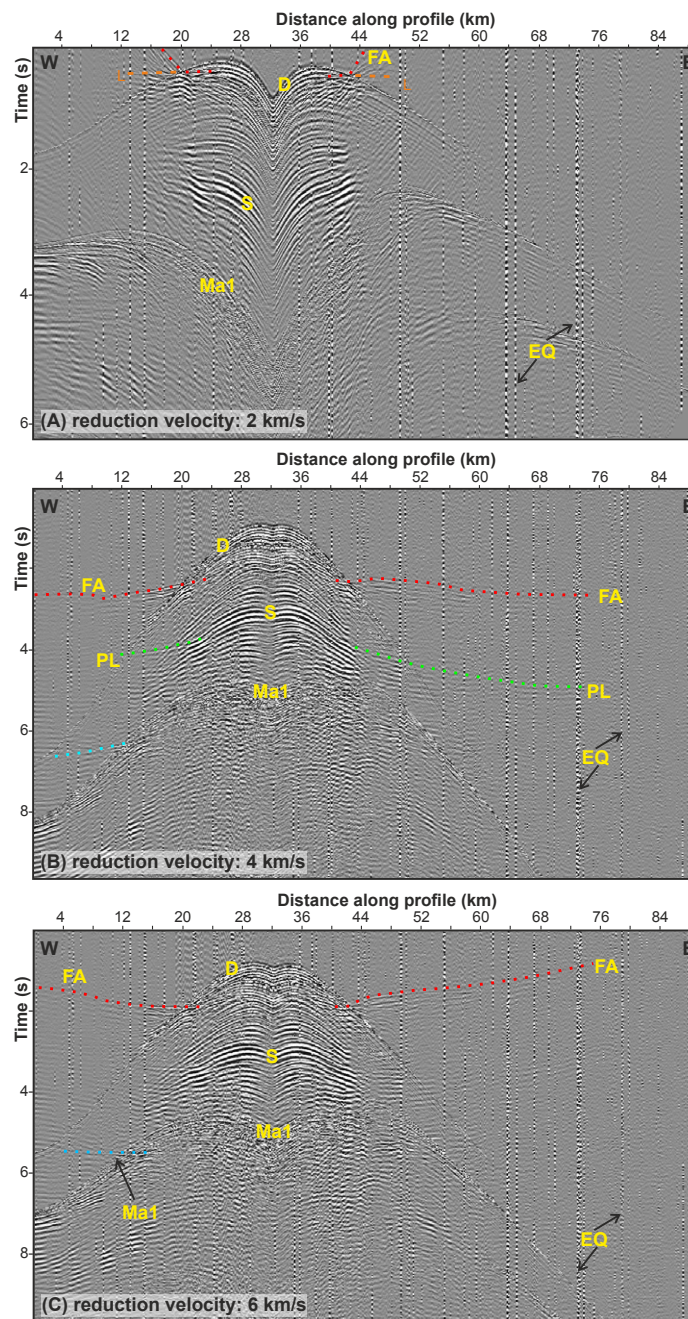 Distance along profile (km)
4 12 20 28 36 44 52 60 68 76 84
W E
Time (s)
FA
D
2
S
Ma1
4
EQ
6
(A) reduction velocity: 2 km/s
Distance along profile (km)
4 12 20 28 36 44 52 60 68 76 84
W E
Time (s)
D
FA FA
S
4
PL PL
Ma1
6
EQ
8
(B) reduction velocity: 4 km/s
Distance along profile (km)
4 12 20 28 36 44 52 60 68 76 84
W E
Time (s)
FA D FA
S
4
Ma1
6
Ma1
EQ
8
(C) reduction velocity: 6 km/s